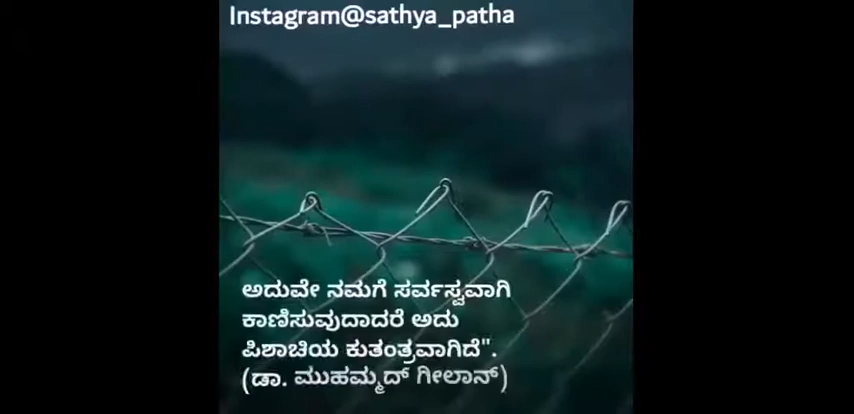 Instagram@sathya_patha
ಅದುವೇ ನಮಗೆ ಸರ್ವಸ್ವವಾಗಿ
ಕಾಣಿಸುವುದಾದರೆ ಅದು
ಪಿಶಾಚಿಯ ಕುತಂತ್ರವಾಗಿದೆ".
(ಡಾ. ಮುಹಮ್ಮದ್ ಗೀಲಾನ್)